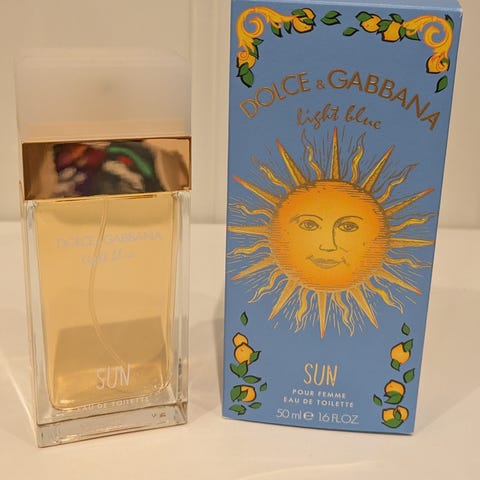 DOLCE & GABBANA
light blue
SUN
EAU DE TOILETTE
DOLCE & GABBANA
light blue
SUN
POUR FEMME
EAU DE TOILETTE
50 ml e 1.6 FL.OZ.